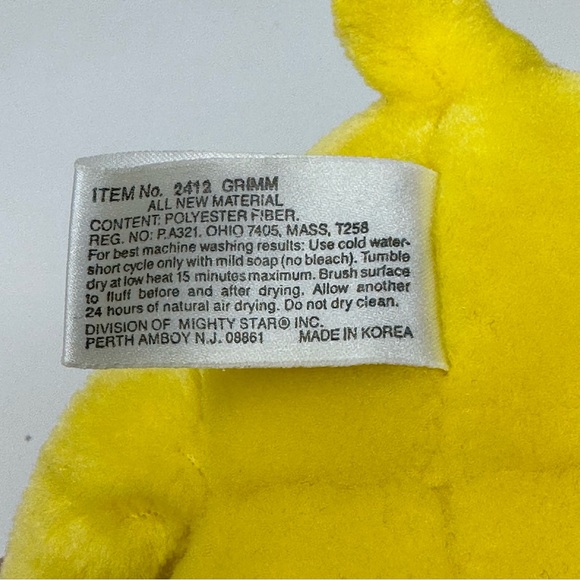 ITEM No. 2412 GRIMM
ALL NEW MATERIAL
CONTENT: POLYESTER FIBER.
REG. NO: P.A321, OHIO 7405, MASS, T258
For best machine washing results: Use cold water-
short cycle only with mild soap (no bleach). Tumble
dry at low heat 15 minutes maximum. Brush surface
to fluff before and after drying. Allow another
24 hours of natural air drying. Do not dry clean.
DIVISION OF MIGHTY STAR® INC.
PERTH AMBOY N.J. 08861 MADE IN KOREA